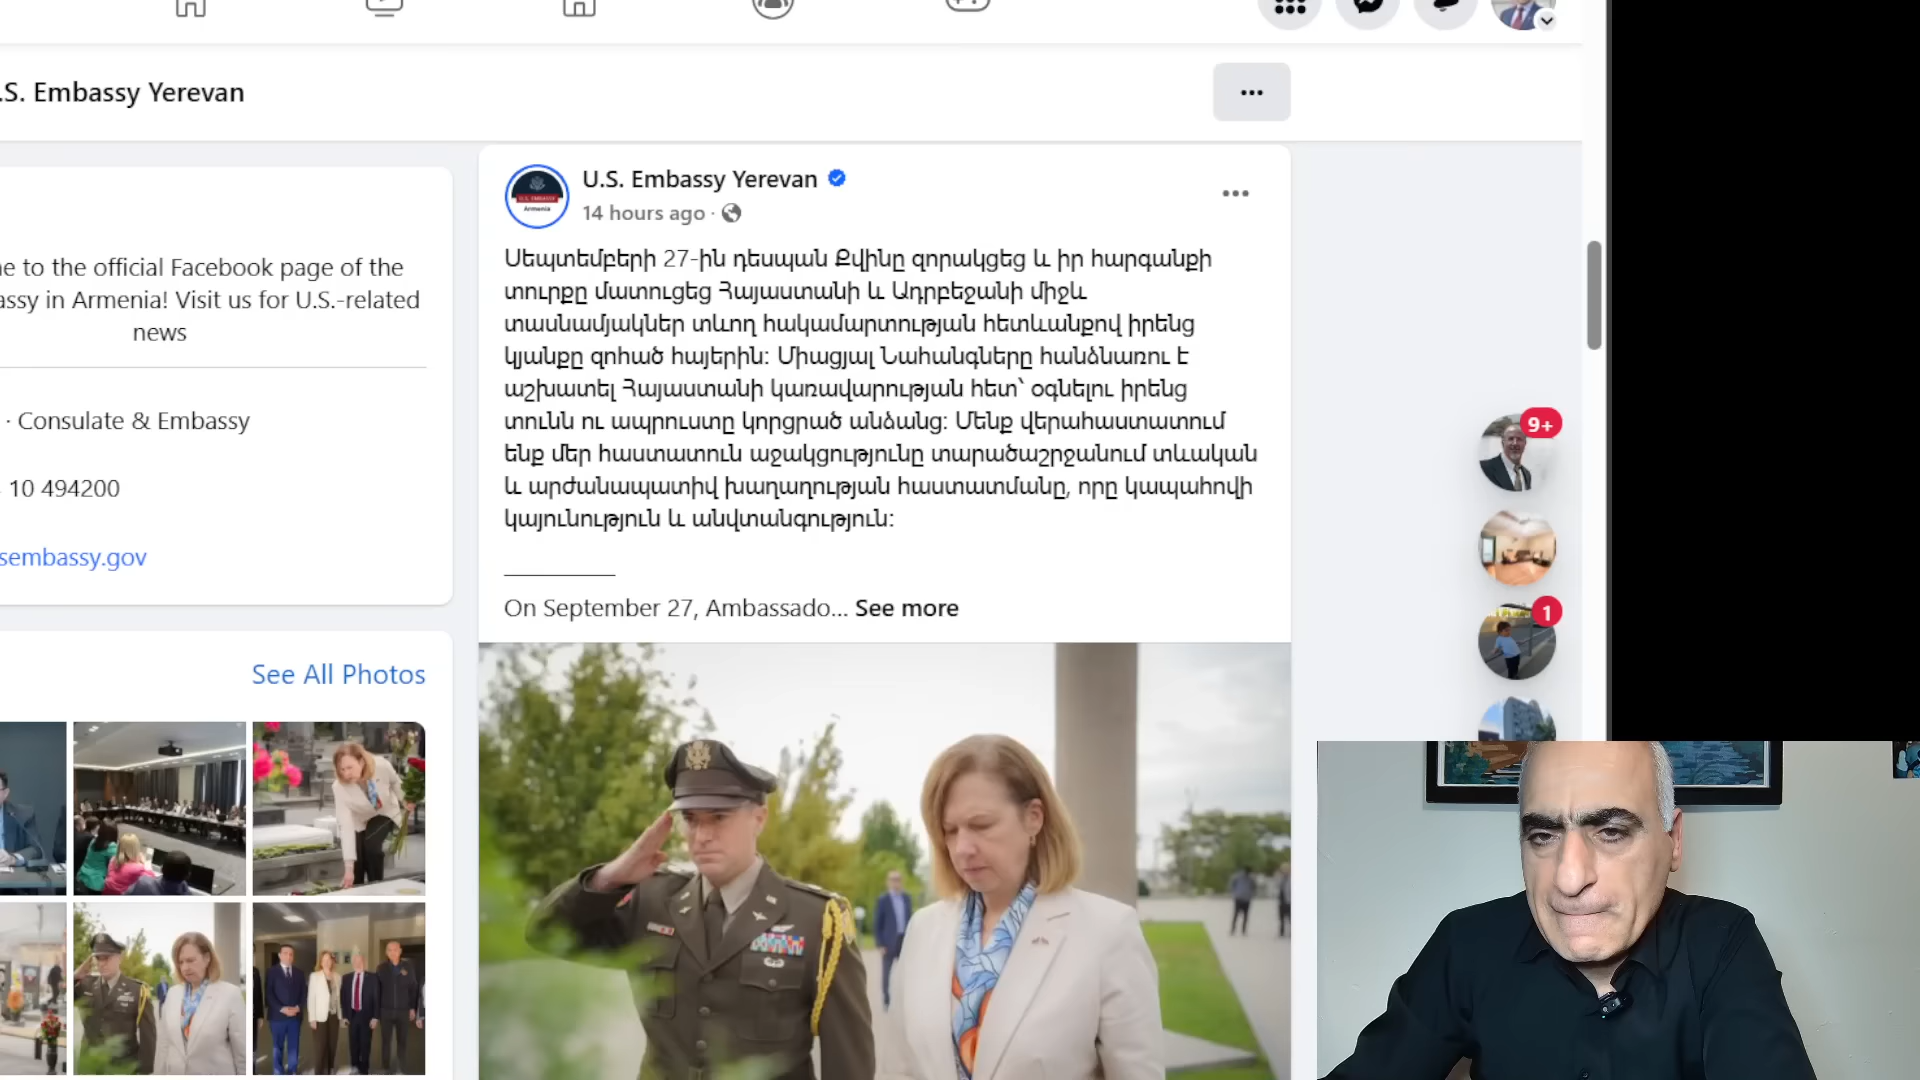 .S. Embassy Yerevan
e to the official Facebook page of the
assy in Armenia! Visit us for U.S.-related
news
· Consulate & Embassy
10 494200
sembassy.gov
See All Photos
U.S. Embassy Yerevan
14 hours ago ·
Սեպտեմբերի 27-ին դեսպան Քվինը զորակցեց և իր հարգանքի
տուրքը մատուցեց Հայաստանի և Ադրբեջանի միջև
տասնամյակներ տևող հակամարտության հետևանքով իրենց
կյանքը զոհած հայերին։ Միացյալ Նահանգները հանձնառու է
աշխատել Հայաստանի կառավարության հետ՝ օգնելու իրենց
տունն ու ապրուստը կորցրած անձանց։ Մենք վերահաստատում
ենք մեր հաստատուն աջակցությունը տարածաշրջանում տևական
և արժանապատիվ խաղաղության հաստատմանը, որը կապահովի
կայունություն և անվտանգություն։
On September 27, Ambassado... See more
9+
1